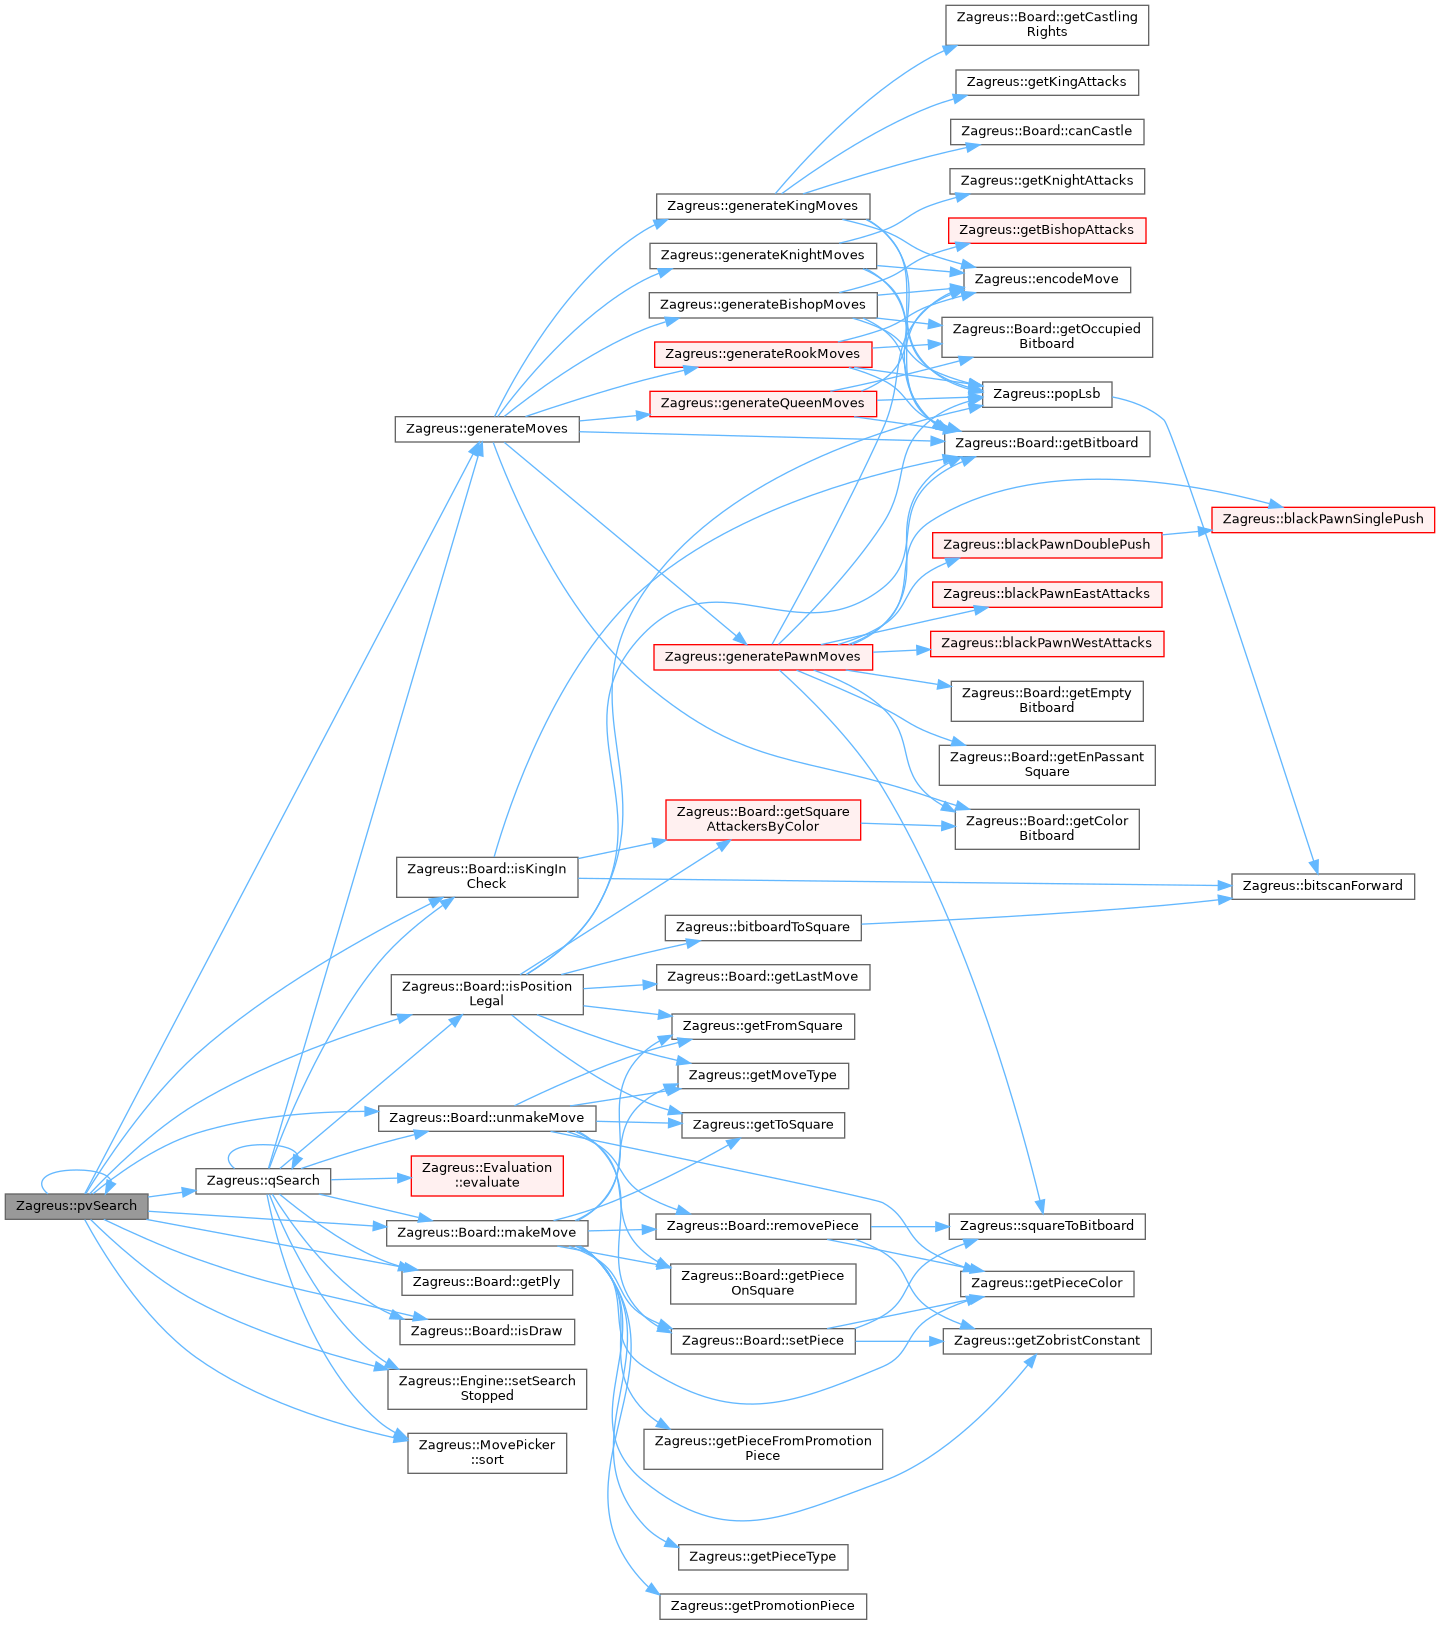 Zagreus::Board::getCastling
Rights
Zagreus::getKingAttacks
Zagreus::Board::canCastle
Zagreus::getKnightAttacks
Zagreus::generateKingMoves
Zagreus::getBishopAttacks
Zagreus::generateKnightMoves
Zagreus::encodeMove
Zagreus::generateBishopMoves
Zagreus::Board::getOccupied
Bitboard
Zagreus::generateRookMoves
Zagreus::popLsb
Zagreus::generateQueenMoves
Zagreus::generateMoves
Zagreus::Board::getBitboard
Zagreus::blackPawnSinglePush
Zagreus::blackPawnDoublePush
Zagreus::blackPawnEastAttacks
Zagreus::blackPawnWestAttacks
Zagreus::generatePawnMoves
Zagreus::Board::getEmpty
Bitboard
Zagreus::Board::getEnPassant
Square
Zagreus::Board::getSquare
AttackersByColor
Zagreus::Board::getColor
Bitboard
Zagreus::Board::isKingIn
Check
Zagreus::bitscanForward
Zagreus::bitboardToSquare
Zagreus::Board::getLastMove
Zagreus::Board::isPosition
Legal
Zagreus::getFromSquare
Zagreus::getMoveType
Zagreus::Board::unmakeMove
Zagreus::getToSquare
Zagreus::Evaluation
::evaluate
Zagreus::qSearch
Zagreus::pvSearch
Zagreus::Board::makeMove
Zagreus::Board::removePiece
Zagreus::squareToBitboard
Zagreus::Board::getPly
Zagreus::Board::getPiece
OnSquare
Zagreus::getPieceColor
Zagreus::Board::isDraw
Zagreus::Board::setPiece
Zagreus::getZobristConstant
Zagreus::Engine::setSearch
Stopped
Zagreus::MovePicker
::sort
Zagreus::getPieceFromPromotion
Piece
Zagreus::getPieceType
Zagreus::getPromotionPiece